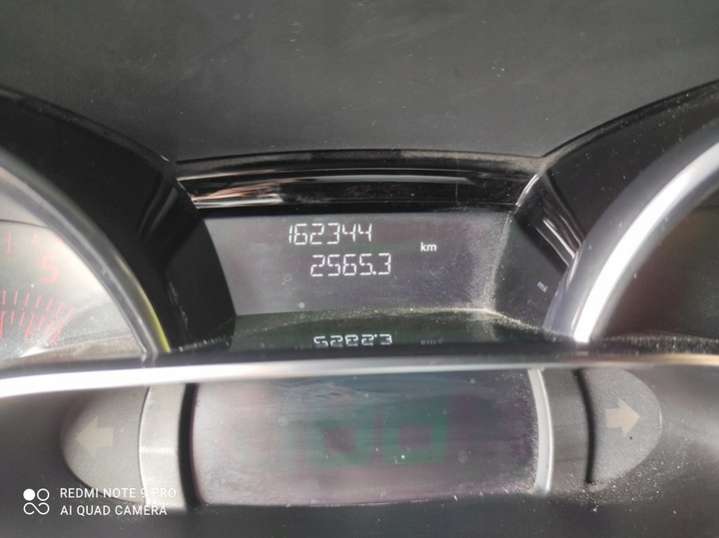 162344
km
2565.3
REDMI NOTE 9 PRO
AI QUAD CAMERA